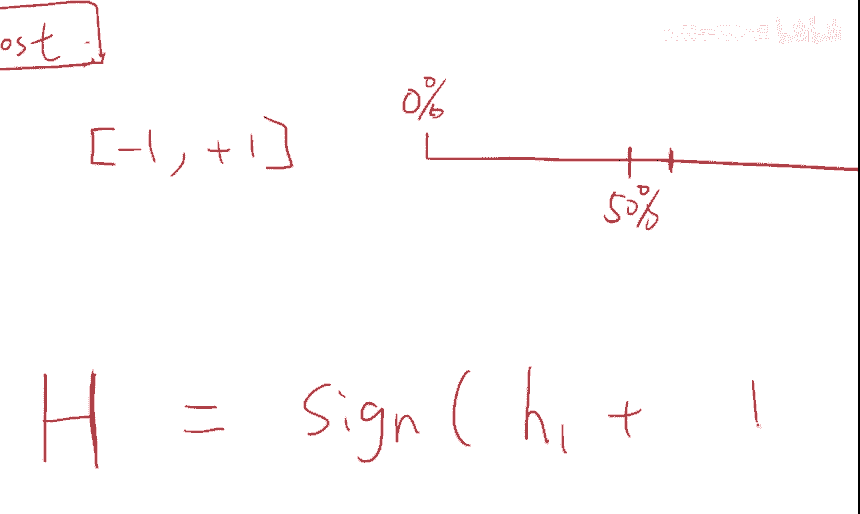 ost
0%
[-1, +1]
50%
H = Sign( h₁ +